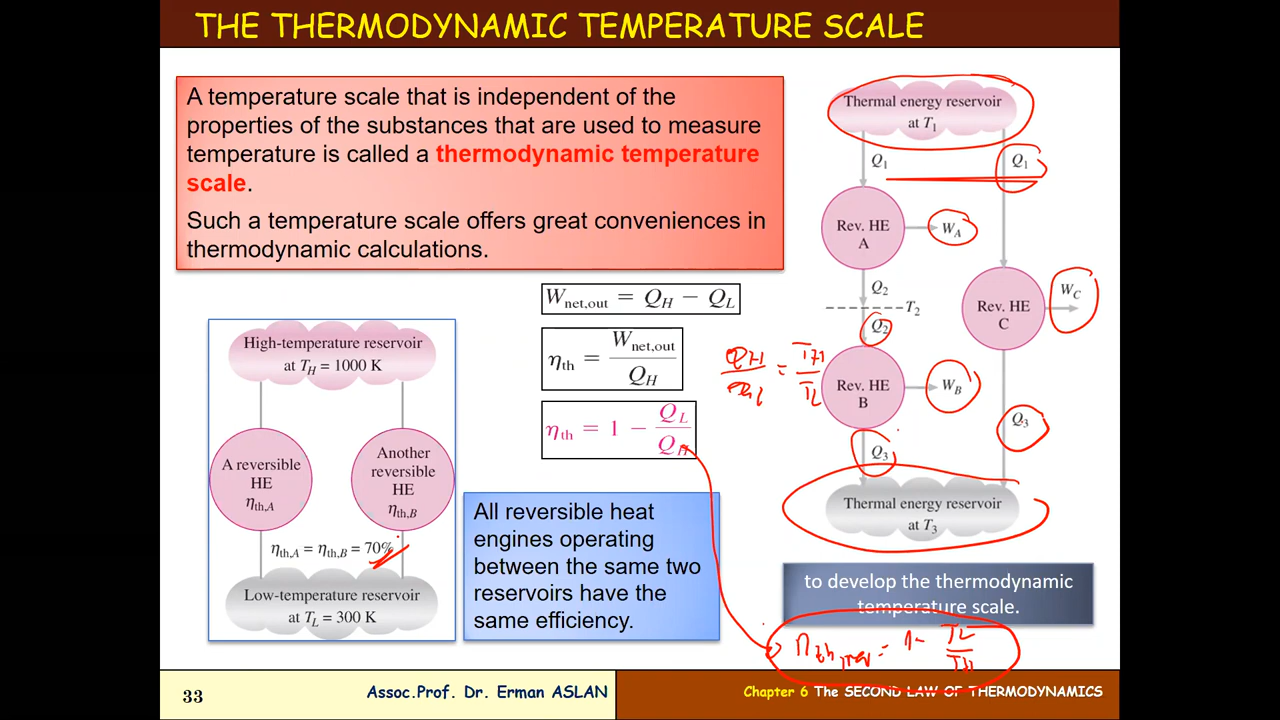 THE THERMODYNAMIC TEMPERATURE SCALE
A temperature scale that is independent of the
properties of the substances that are used to measure
temperature is called a thermodynamic temperature
scale.
Such a temperature scale offers great conveniences in
thermodynamic calculations.
High-temperature reservoir
at T_H = 1000 K
A reversible
HE
η_th,A
Another
reversible
HE
η_th,B
η_th,A = η_th,B = 70%
Low-temperature reservoir
at T_L = 300 K
W_net,out = Q_H − Q_L
η_th = W_net,out / Q_H
η_th = 1 − Q_L / Q_H
All reversible heat
engines operating
between the same two
reservoirs have the
same efficiency.
Thermal energy reservoir
at T_1
Q_1
Q_1
Rev. HE
A
W_A
Q_2
T_2
Q_2
Rev. HE
C
W_C
Q_H / Q_L = T_H / T_L
Rev. HE
B
W_B
Q_3
Q_3
Thermal energy reservoir
at T_3
to develop the thermodynamic
temperature scale.
η_th,rev = 1 - T_L / T_H
33
Assoc.Prof. Dr. Erman ASLAN
Chapter 6 The SECOND LAW OF THERMODYNAMICS